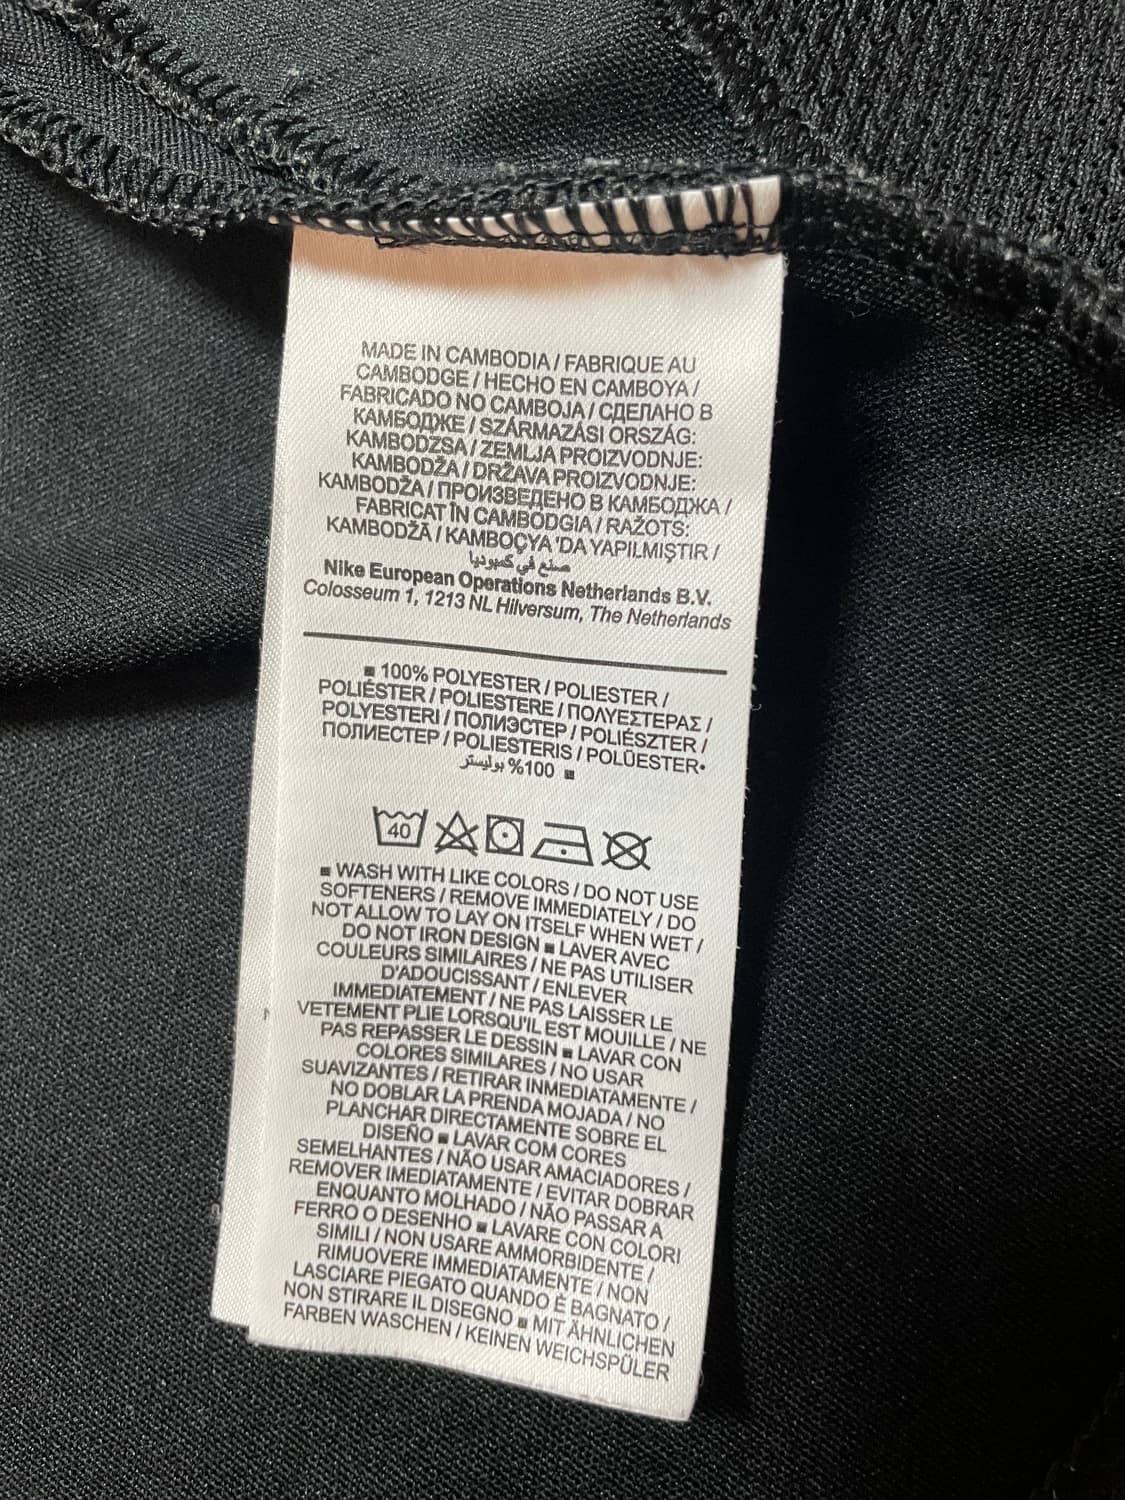 MADE IN CAMBODIA / FABRIQUE AU
CAMBODGE / HECHO EN CAMBOYA /
FABRICADO NO CAMBOJA / СДЕЛАНО В
КАМБОДЖЕ / SZÁRMAZÁSI ORSZÁG:
KAMBODZSA / ZEMLJA PROIZVODNJE:
KAMBODŽA / DRŽAVA PROIZVODNJE:
KAMBODŽA / ПРОИЗВЕДЕНО В КАМБОДЖА /
FABRICAT ÎN CAMBODGIA / RAŽOTS:
KAMBODŽĀ / KAMBOÇYA 'DA YAPILMIŞTIR /
صنع في كمبوديا
Nike European Operations Netherlands B.V.
Colosseum 1, 1213 NL Hilversum, The Netherlands
■ 100% POLYESTER / POLIESTER /
POLIÉSTER / POLIESTERE / ΠΟΛΥΕΣΤΕΡΑΣ /
POLYESTERI / ПОЛИЭСТЕР / POLIÉSZTER /
ПОЛИЕСТЕР / POLIESTERIS / POLÜESTER•
100% بوليستر ■
40
■ WASH WITH LIKE COLORS / DO NOT USE
SOFTENERS / REMOVE IMMEDIATELY / DO
NOT ALLOW TO LAY ON ITSELF WHEN WET /
DO NOT IRON DESIGN ■ LAVER AVEC
COULEURS SIMILAIRES / NE PAS UTILISER
D'ADOUCISSANT / ENLEVER
IMMEDIATEMENT / NE PAS LAISSER LE
VETEMENT PLIE LORSQU'IL EST MOUILLE / NE
PAS REPASSER LE DESSIN ■ LAVAR CON
COLORES SIMILARES / NO USAR
SUAVIZANTES / RETIRAR INMEDIATAMENTE /
NO DOBLAR LA PRENDA MOJADA / NO
PLANCHAR DIRECTAMENTE SOBRE EL
DISEÑO ■ LAVAR COM CORES
SEMELHANTES / NÃO USAR AMACIADORES /
REMOVER IMEDIATAMENTE / EVITAR DOBRAR
ENQUANTO MOLHADO / NÃO PASSAR A
FERRO O DESENHO ■ LAVARE CON COLORI
SIMILI / NON USARE AMMORBIDENTE /
RIMUOVERE IMMEDIATAMENTE / NON
LASCIARE PIEGATO QUANDO È BAGNATO /
NON STIRARE IL DISEGNO ■ MIT ÄHNLICHEN
FARBEN WASCHEN / KEINEN WEICHSPÜLER